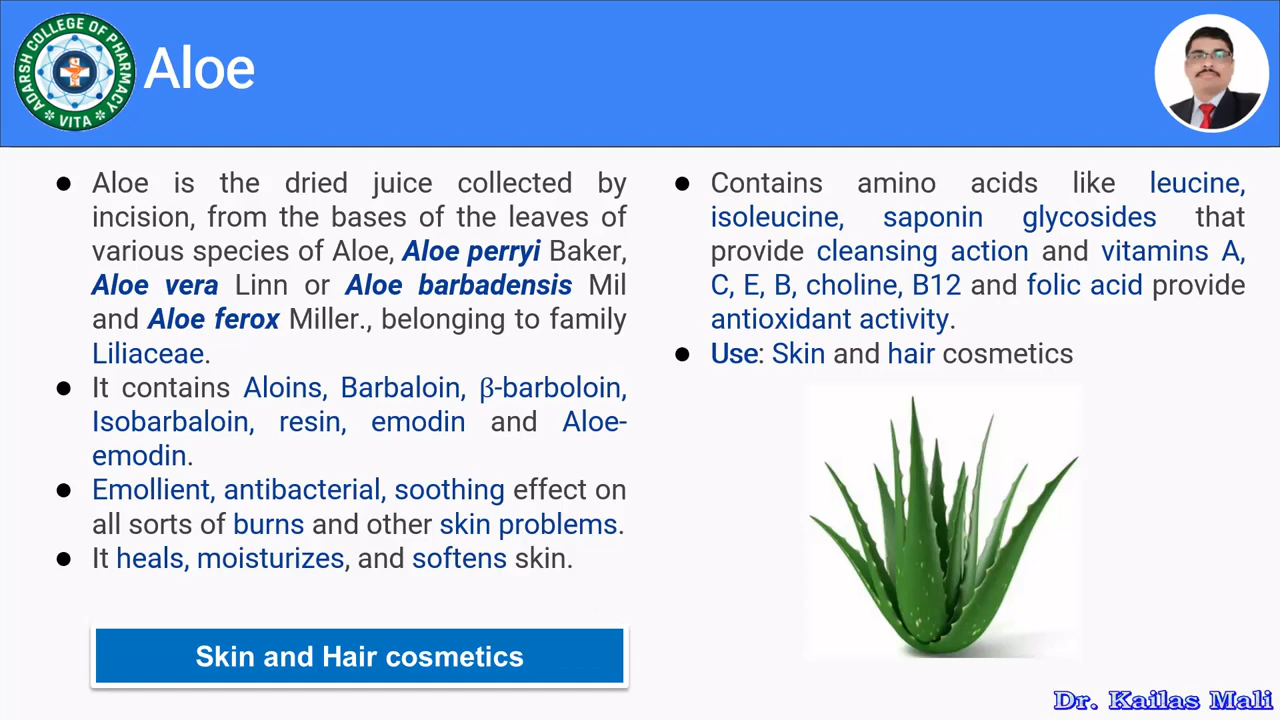 ADARSH COLLEGE OF PHARMACY
VITA
Aloe
● Aloe is the dried juice collected by
incision, from the bases of the leaves of
various species of Aloe, Aloe perryi Baker,
Aloe vera Linn or Aloe barbadensis Mil
and Aloe ferox Miller., belonging to family
Liliaceae.
● It contains Aloins, Barbaloin, β-barboloin,
Isobarbaloin, resin, emodin and Aloe-
emodin.
● Emollient, antibacterial, soothing effect on
all sorts of burns and other skin problems.
● It heals, moisturizes, and softens skin.
Skin and Hair cosmetics
● Contains amino acids like leucine,
isoleucine, saponin glycosides that
provide cleansing action and vitamins A,
C, E, B, choline, B12 and folic acid provide
antioxidant activity.
● Use: Skin and hair cosmetics
Dr. Kailas Mali